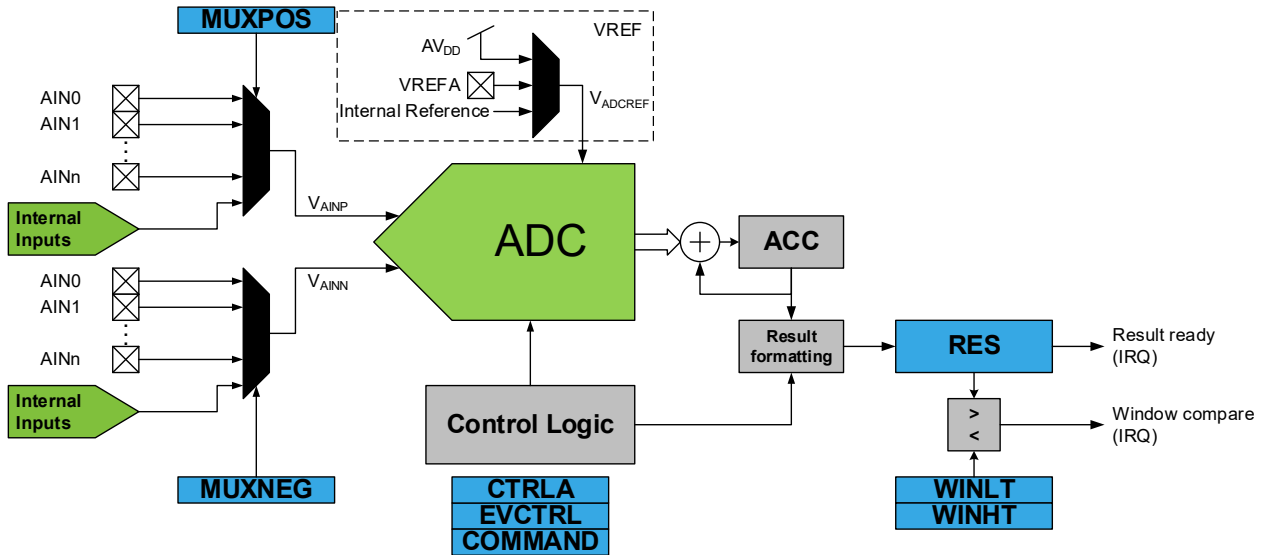 MUXPOS
VREF
AVDD
VREFA
Internal Reference
VADCREF
AIN0
AIN1
AINn
Internal
Inputs
VAINP
ADC
ACC
AIN0
AIN1
AINn
VAINN
Internal
Inputs
Result
formatting
RES
Result ready
(IRQ)
Control Logic
>
<
Window compare
(IRQ)
MUXNEG
CTRLA
EVCTRL
COMMAND
WINLT
WINHT